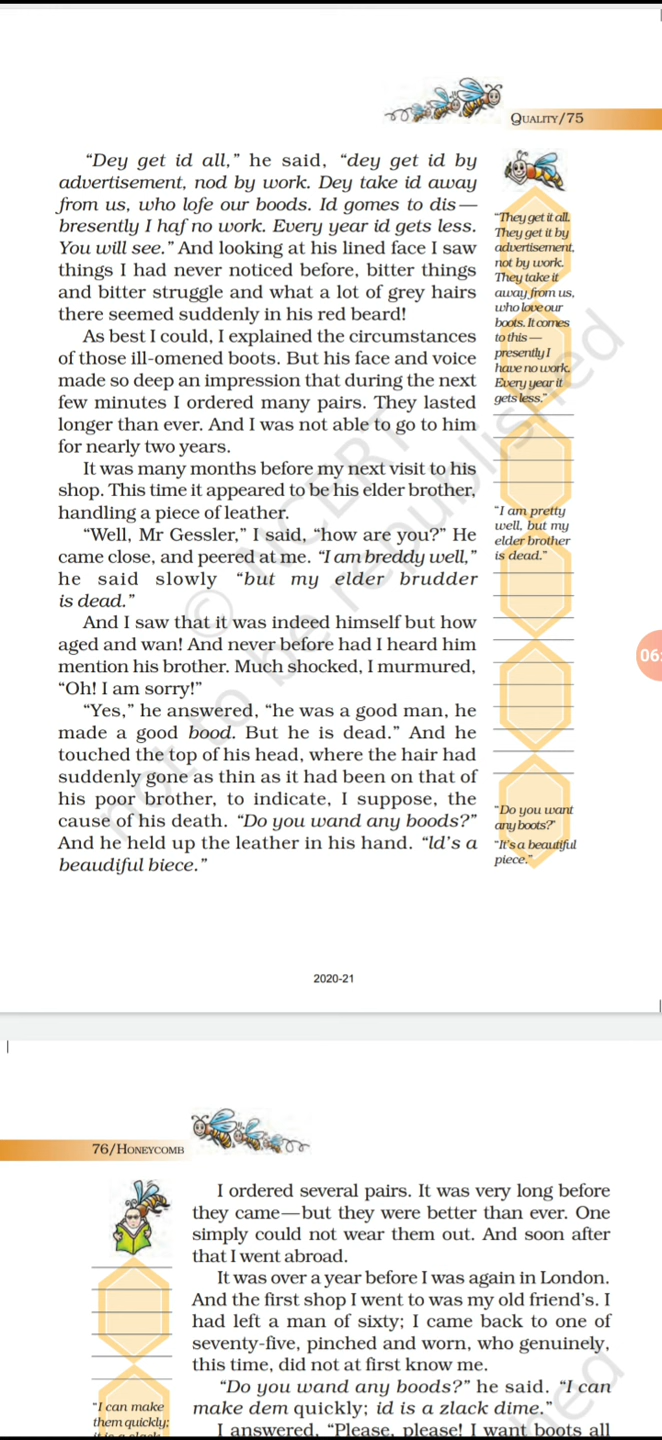 QUALITY/75
“Dey get id all,” he said, “dey get id by
advertisement, nod by work. Dey take id away
from us, who lofe our boods. Id gomes to dis—
bresently I haf no work. Every year id gets less.
You will see.” And looking at his lined face I saw
things I had never noticed before, bitter things
and bitter struggle and what a lot of grey hairs
there seemed suddenly in his red beard!
As best I could, I explained the circumstances
of those ill-omened boots. But his face and voice
made so deep an impression that during the next
few minutes I ordered many pairs. They lasted
longer than ever. And I was not able to go to him
for nearly two years.
It was many months before my next visit to his
shop. This time it appeared to be his elder brother,
handling a piece of leather.
“Well, Mr Gessler,” I said, “how are you?” He
came close, and peered at me. “I am breddy well,”
he said slowly “but my elder brudder
is dead.”
And I saw that it was indeed himself but how
aged and wan! And never before had I heard him
mention his brother. Much shocked, I murmured,
“Oh! I am sorry!”
“Yes,” he answered, “he was a good man, he
made a good bood. But he is dead.” And he
touched the top of his head, where the hair had
suddenly gone as thin as it had been on that of
his poor brother, to indicate, I suppose, the
cause of his death. “Do you wand any boods?”
And he held up the leather in his hand. “ld’s a
beaudiful biece.”
“They get it all.
They get it by
advertisement,
not by work.
They take it
away from us,
who love our
boots. It comes
to this —
presently I
have no work.
Every year it
gets less.”
“I am pretty
well, but my
elder brother
is dead.”
“Do you want
any boots?”
“It’s a beautiful
piece.”
© NCERT
not to be republished
2020-21
06:
76/HONEYCOMB
I ordered several pairs. It was very long before
they came—but they were better than ever. One
simply could not wear them out. And soon after
that I went abroad.
It was over a year before I was again in London.
And the first shop I went to was my old friend’s. I
had left a man of sixty; I came back to one of
seventy-five, pinched and worn, who genuinely,
this time, did not at first know me.
“Do you wand any boods?” he said. “I can
make dem quickly; id is a zlack dime.”
I answered, “Please, please! I want boots all
“I can make
them quickly;